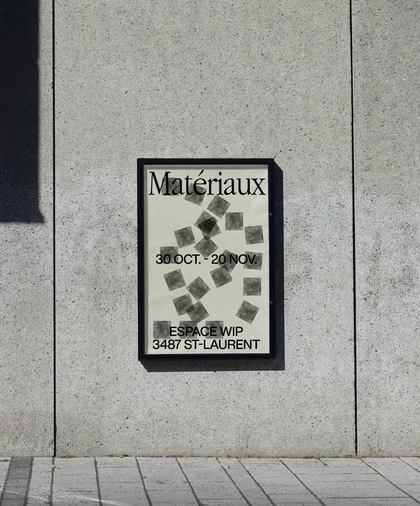 Matériaux
30 OCT. - 20 NOV.
ESPACE WIP
3487 ST-LAURENT